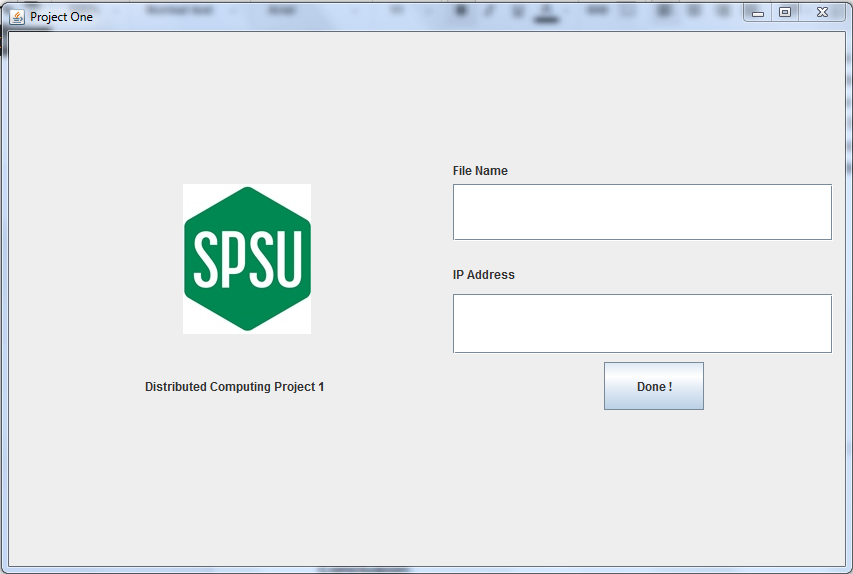 Project One
File Name
SPSU
IP Address
Distributed Computing Project 1
Done !